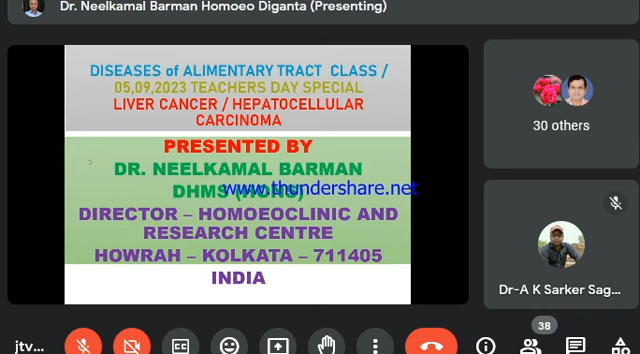 Dr. Neelkamal Barman Homoeo Diganta (Presenting)
DISEASES of ALIMENTARY TRACT CLASS /
05,09,2023 TEACHERS DAY SPECIAL
LIVER CANCER / HEPATOCELLULAR
CARCINOMA
PRESENTED BY
DR. NEELKAMAL BARMAN
DHMS
www.thundershare.net
DIRECTOR – HOMOEOCLINIC AND
RESEARCH CENTRE
HOWRAH – KOLKATA – 711405
INDIA
30 others
Dr-A K Sarker Sag...
38
jtv...
CC